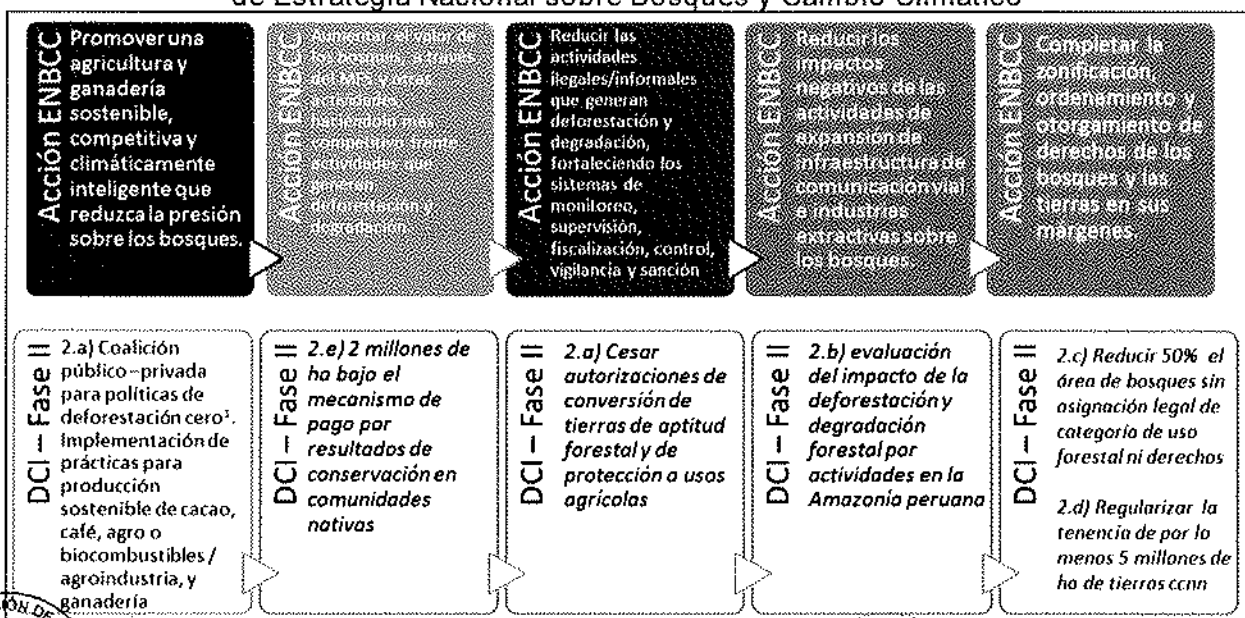 de Estrategia Nacional sobre Bosques y Cambio Climático
Acción ENBCC
Promover una
agricultura y
ganadería
sostenible,
competitiva y
climáticamente
inteligente que
reduzca la presión
sobre los bosques.
Acción ENBCC
Aumentar el valor de
los bosques, a través
del MFS y otras
actividades,
haciéndolo más
competitivo frente
actividades que
generan
deforestación y
degradación
Acción ENBCC
Reducir las
actividades
ilegales/informales
que generan
deforestación y
degradación,
fortaleciendo los
sistemas de
monitoreo,
supervisión,
fiscalización, control,
vigilancia y sanción
Acción ENBCC
Reducir los
impactos
negativos de las
actividades de
expansión de
infraestructura de
comunicación vial
e industrias
extractivas sobre
los bosques.
Acción ENBCC
Completar la
zonificación,
ordenamiento y
otorgamiento de
derechos de los
bosques y las
tierras en sus
márgenes.
DCI – Fase II
2.a) Coalición
público–privada
para políticas de
deforestación cero³.
Implementación de
prácticas para
producción
sostenible de cacao,
café, agro o
biocombustibles/
agroindustria, y
ganadería
DCI – Fase II
2.e) 2 millones de
ha bajo el
mecanismo de
pago por
resultados de
conservación en
comunidades
nativas
DCI – Fase II
2.a) Cesar
autorizaciones de
conversión de
tierras de aptitud
forestal y de
protección a usos
agrícolas
DCI – Fase II
2.b) evaluación
del impacto de la
deforestación y
degradación
forestal por
actividades en la
Amazonía peruana
DCI – Fase II
2.c) Reducir 50% el
área de bosques sin
asignación legal de
categoría de uso
forestal ni derechos
2.d) Regularizar la
tenencia de por lo
menos 5 millones de
ha de tierras ccnn